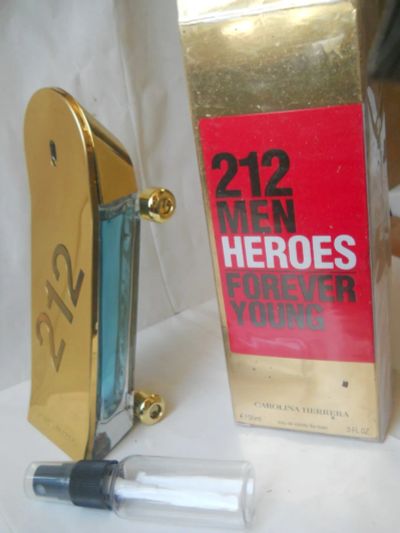 212
212
MEN
HEROES
FOREVER
YOUNG
CAROLINA HERRERA